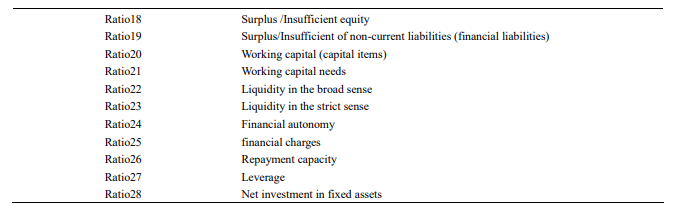 Ratio18 Surplus /Insufficient equity
Ratio19 Surplus/Insufficient of non-current liabilities (financial liabilities)
Ratio20 Working capital (capital items)
Ratio21 Working capital needs
Ratio22 Liquidity in the broad sense
Ratio23 Liquidity in the strict sense
Ratio24 Financial autonomy
Ratio25 financial charges
Ratio26 Repayment capacity
Ratio27 Leverage
Ratio28 Net investment in fixed assets